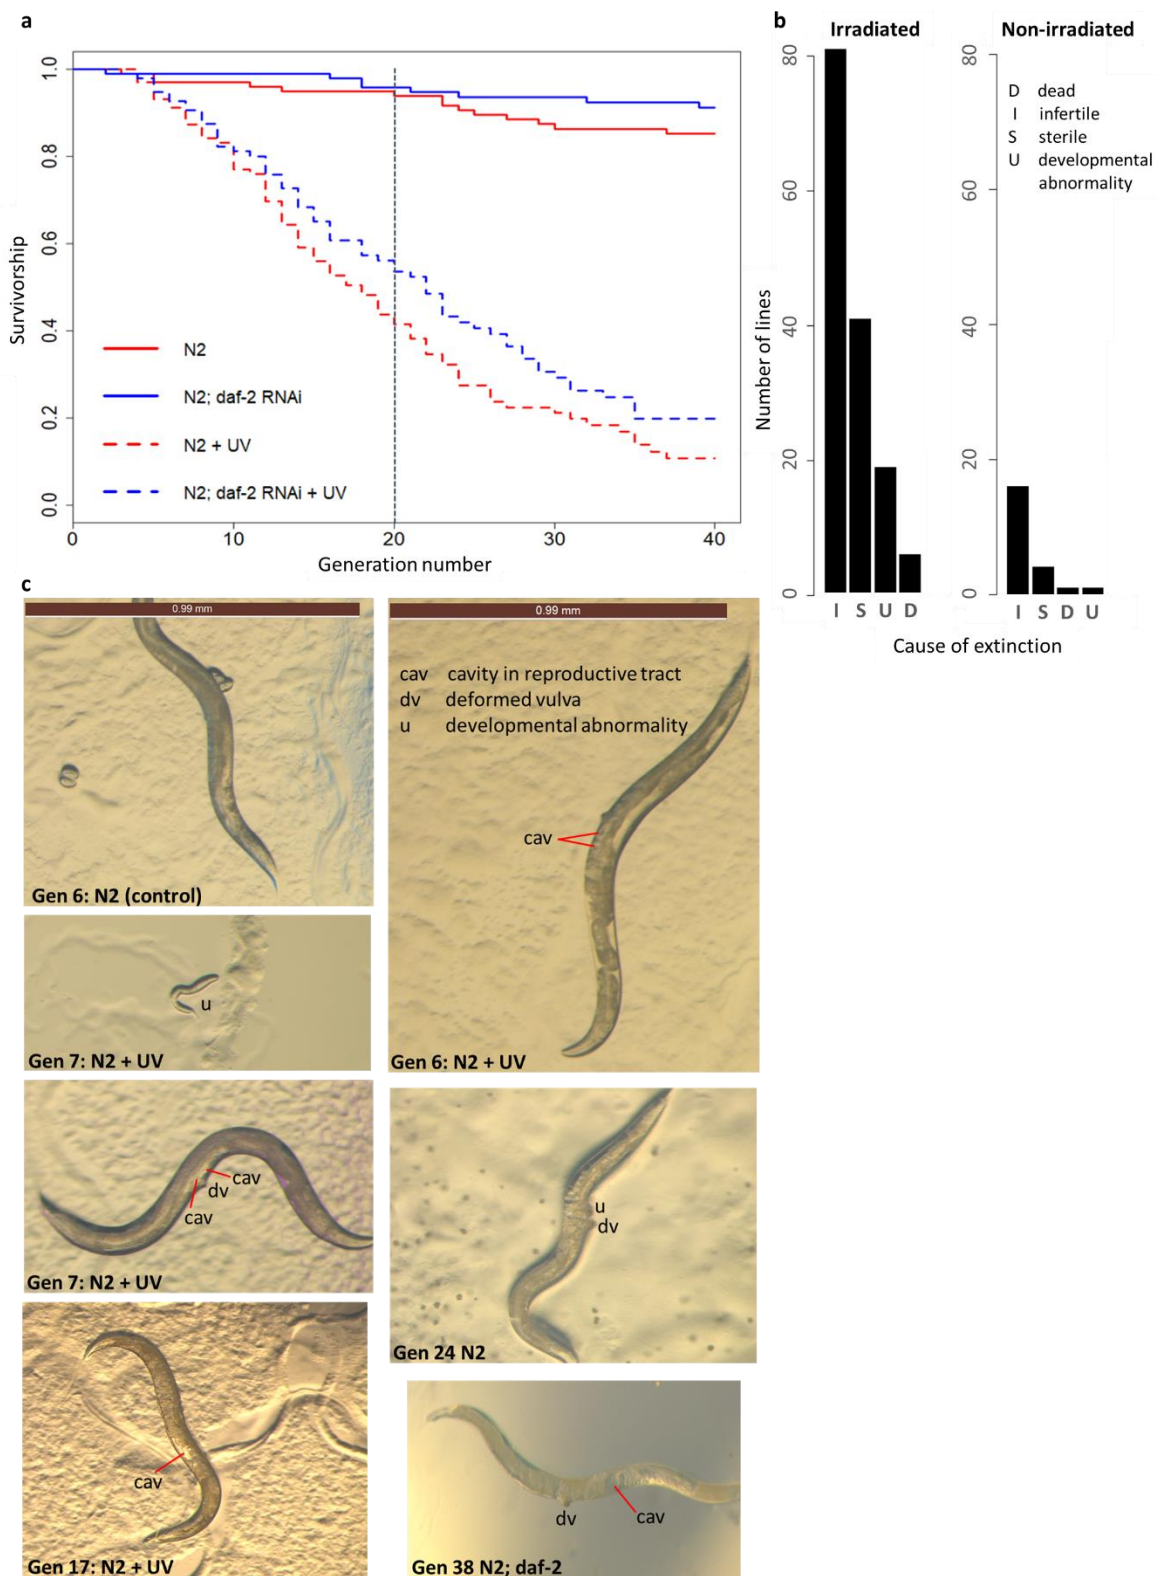 a
Survivorship
1.0
0.8
0.6
0.4
0.2
0.0
N2
N2; daf-2 RNAi
N2 + UV
N2; daf-2 RNAi + UV
0 10 20 30 40
Generation number
b
Irradiated
Non-irradiated
Number of lines
80
60
40
20
0
I S U D
80
60
40
20
0
I S D U
D dead
I infertile
S sterile
U developmental
abnormality
Cause of extinction
c
0.99 mm
Gen 6: N2 (control)
0.99 mm
cav cavity in reproductive tract
dv deformed vulva
u developmental abnormality
cav
Gen 6: N2 + UV
u
Gen 7: N2 + UV
cav
dv
cav
Gen 7: N2 + UV
u
dv
Gen 24 N2
cav
Gen 17: N2 + UV
dv
cav
Gen 38 N2; daf-2